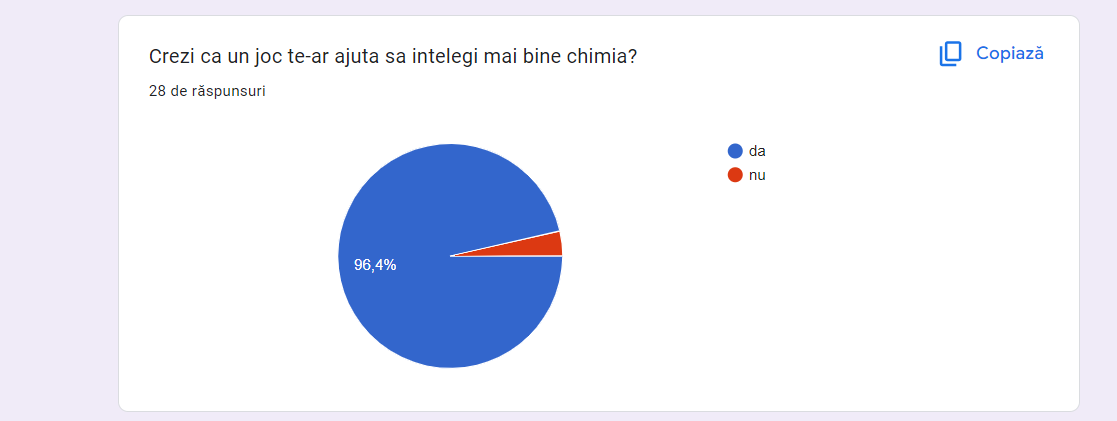 Crezi ca un joc te-ar ajuta sa intelegi mai bine chimia?
Copiază
28 de răspunsuri
da
nu
96,4%